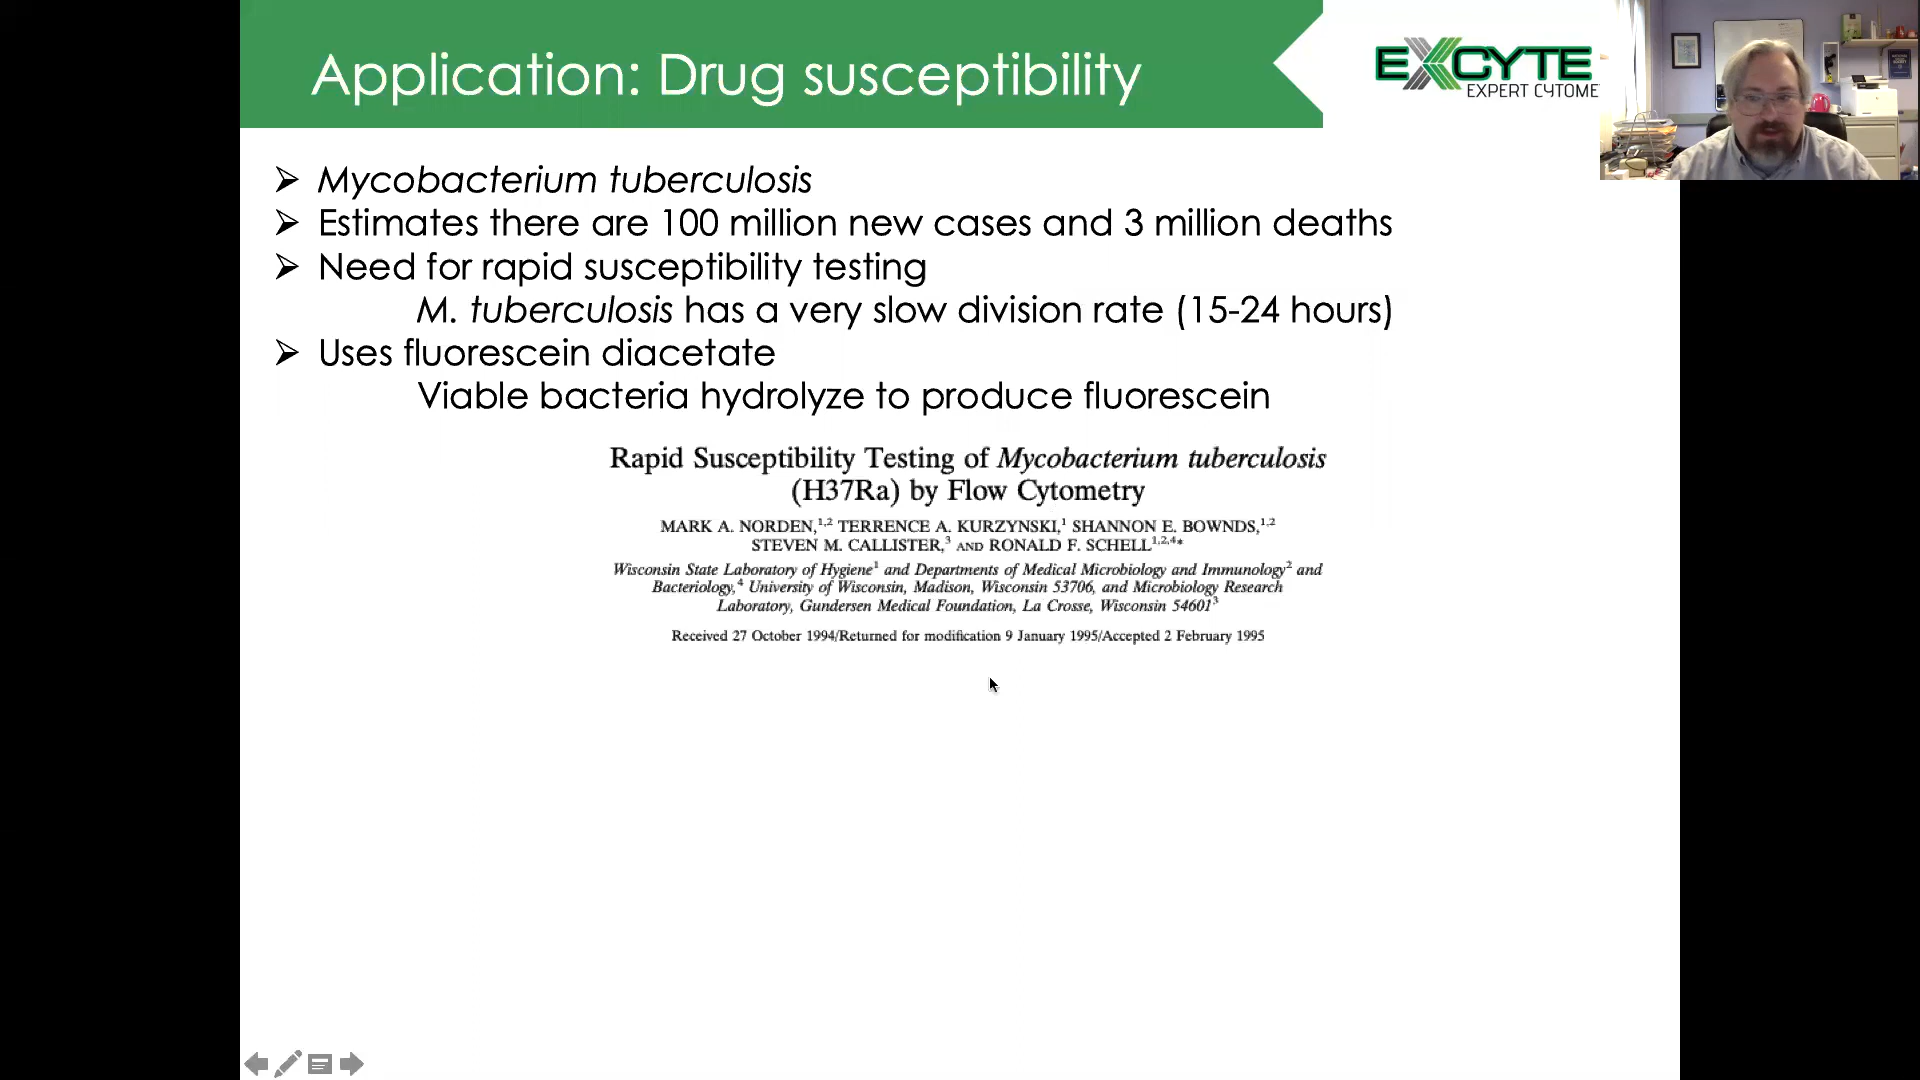 Application: Drug susceptibility
EXCYTE
EXPERT CYTOME
➢ Mycobacterium tuberculosis
➢ Estimates there are 100 million new cases and 3 million deaths
➢ Need for rapid susceptibility testing
M. tuberculosis has a very slow division rate (15-24 hours)
➢ Uses fluorescein diacetate
Viable bacteria hydrolyze to produce fluorescein
Rapid Susceptibility Testing of Mycobacterium tuberculosis
(H37Ra) by Flow Cytometry
MARK A. NORDEN,1,2 TERRENCE A. KURZYNSKI,1 SHANNON E. BOWNDS,1,2
STEVEN M. CALLISTER,3 AND RONALD F. SCHELL1,2,4*
Wisconsin State Laboratory of Hygiene1 and Departments of Medical Microbiology and Immunology2 and
Bacteriology,4 University of Wisconsin, Madison, Wisconsin 53706, and Microbiology Research
Laboratory, Gundersen Medical Foundation, La Crosse, Wisconsin 546013
Received 27 October 1994/Returned for modification 9 January 1995/Accepted 2 February 1995